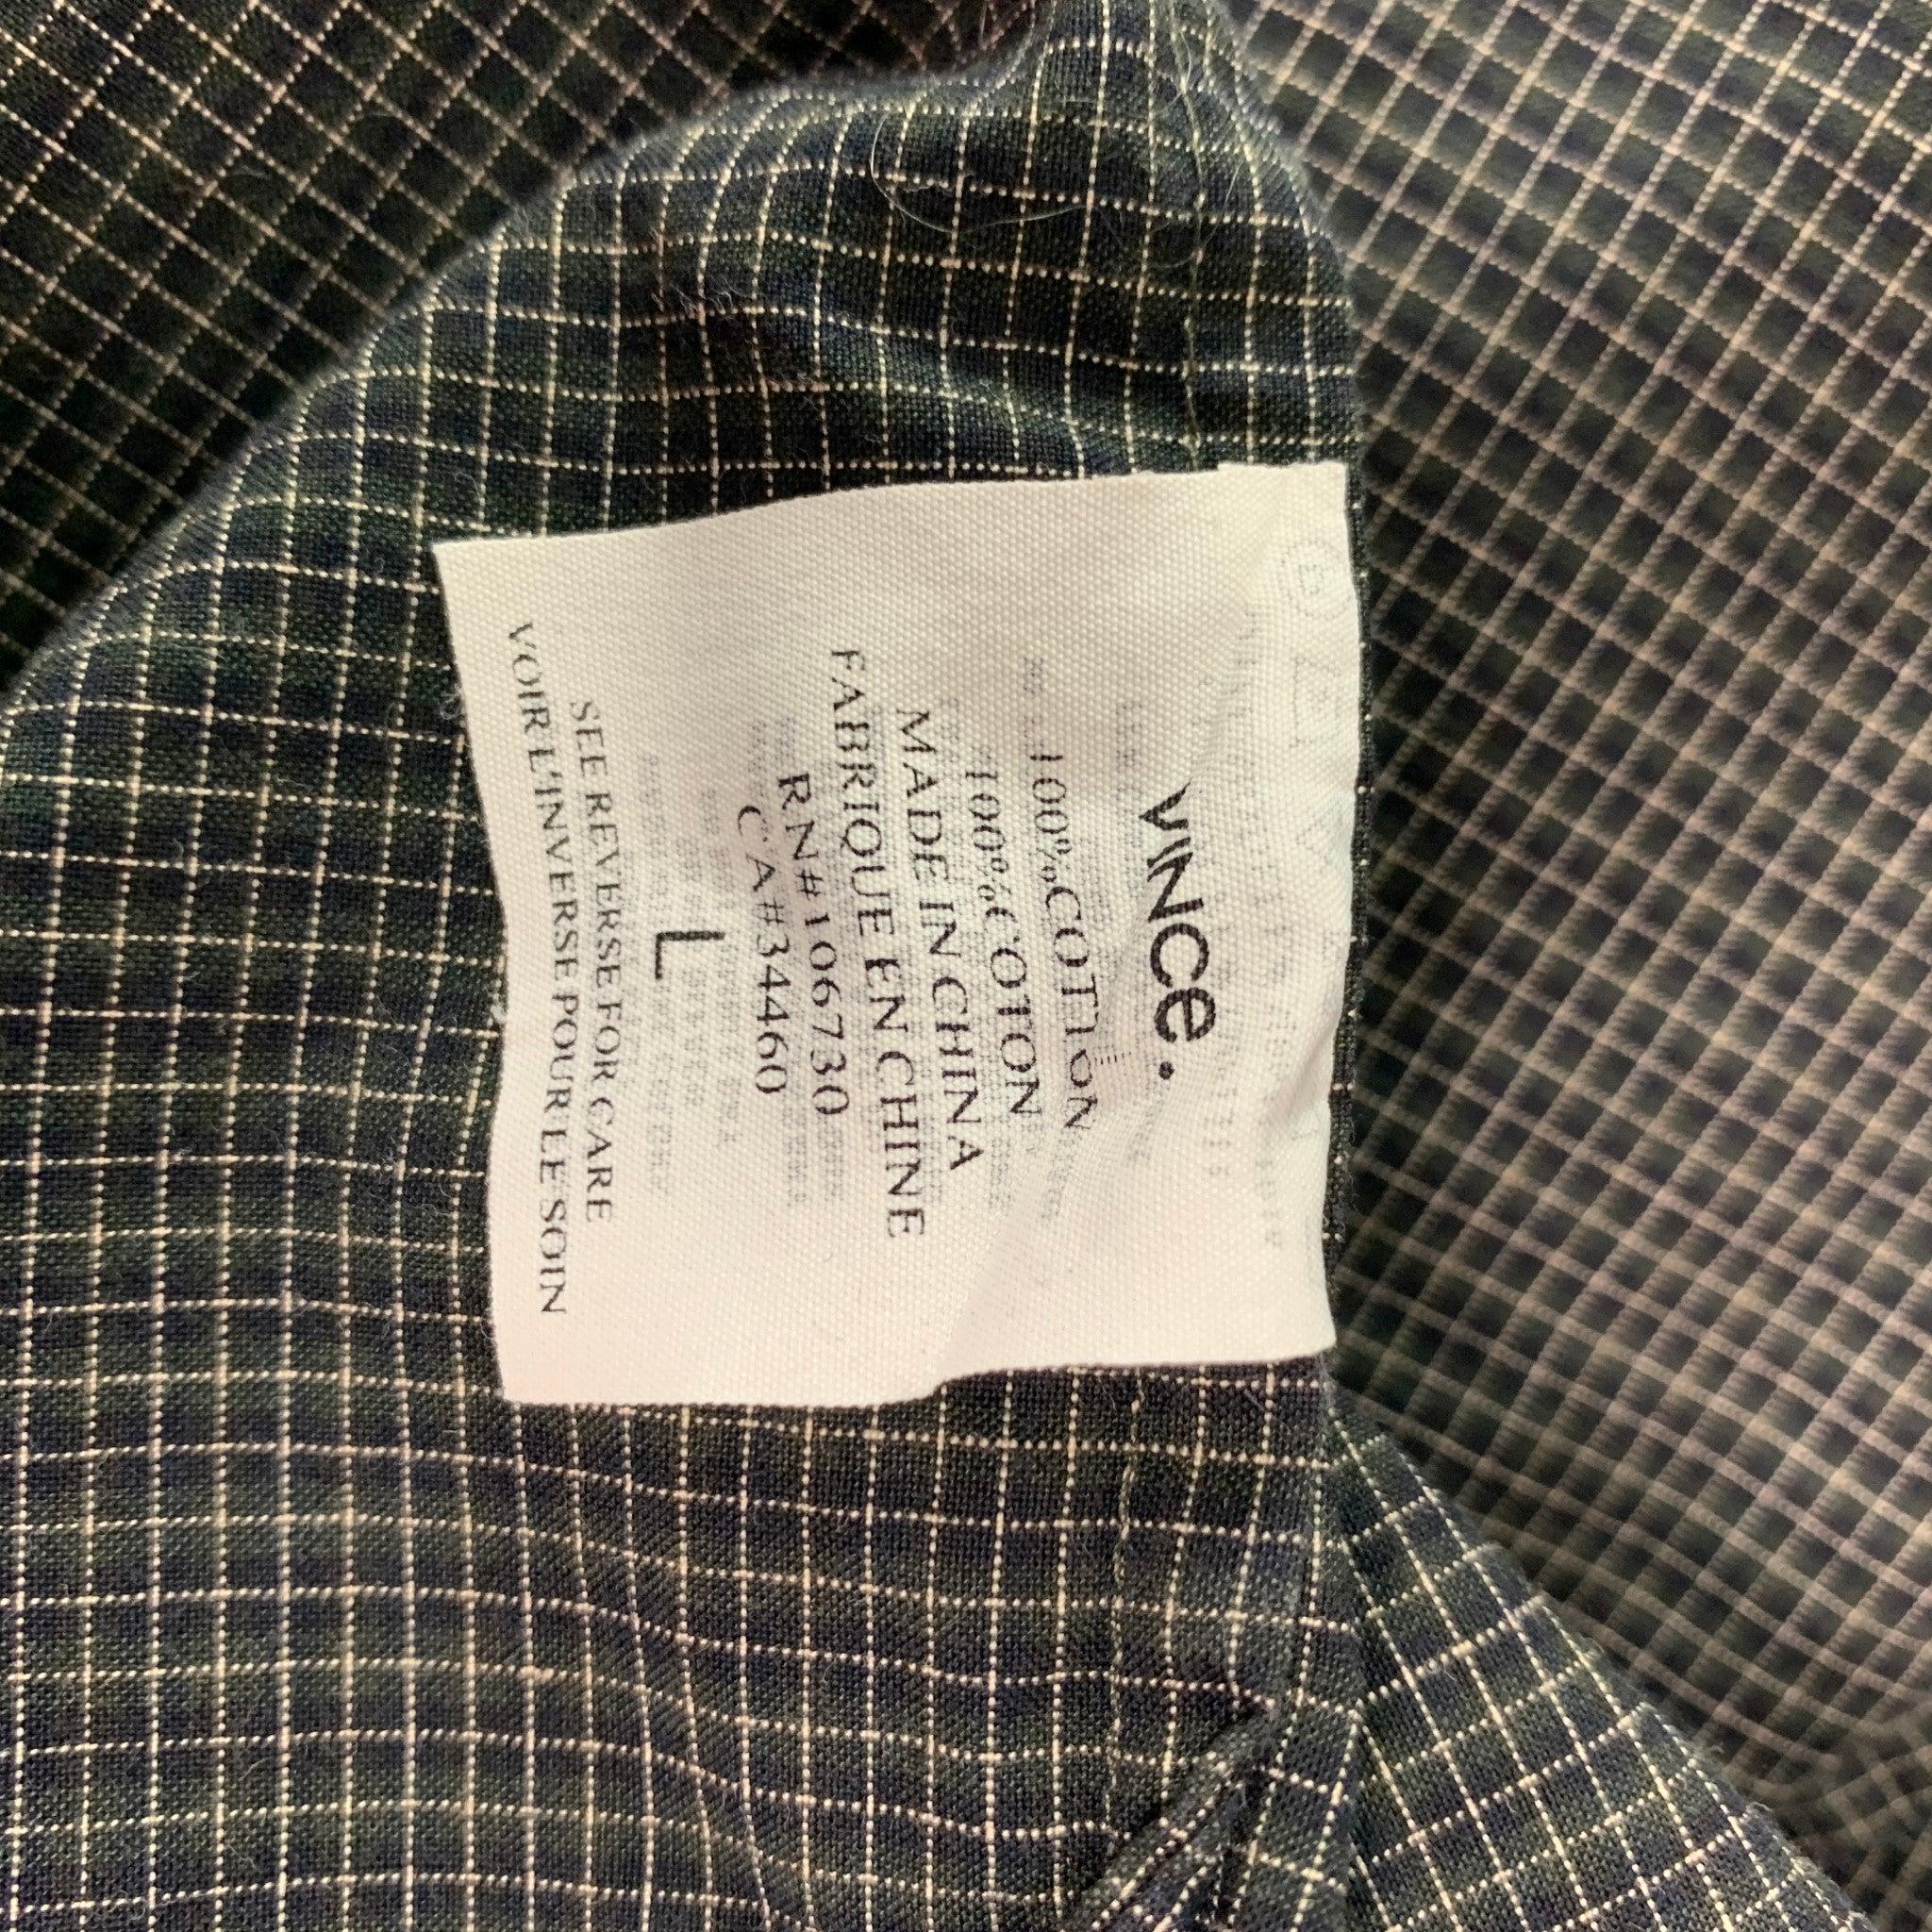 VINCE.
100%COTTON
100%COTON
MADE IN CHINA
FABRIQUE EN CHINE
RN#106730
CA#34460
L
SEE REVERSE FOR CARE
VOIR L'INVERSE POUR LE SOIN